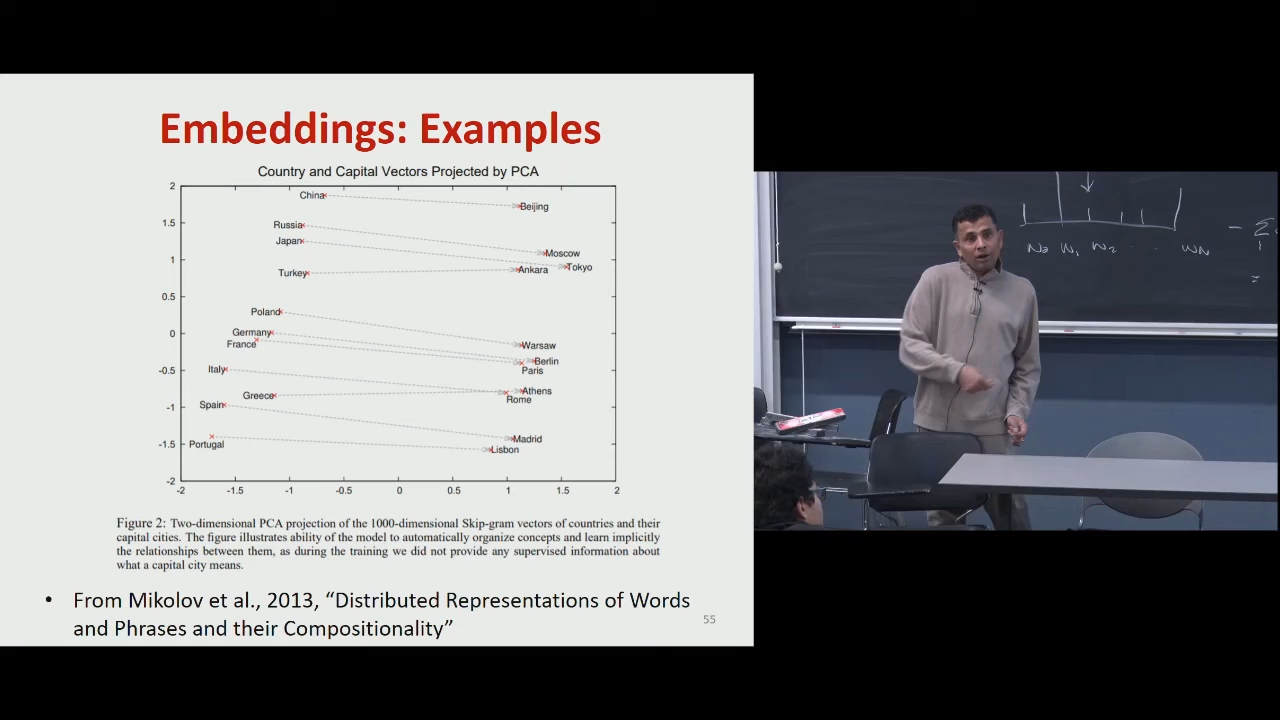 Embeddings: Examples
Country and Capital Vectors Projected by PCA
2
1.5
1
0.5
0
-0.5
-1
-1.5
-2
China
Beijing
Russia
Japan
Moscow
Turkey
Ankara
Tokyo
Poland
Germany
France
Warsaw
Berlin
Italy
Paris
Greece
Athens
Spain
Rome
Madrid
Portugal
Lisbon
-2 -1.5 -1 -0.5 0 0.5 1 1.5 2
Figure 2: Two-dimensional PCA projection of the 1000-dimensional Skip-gram vectors of countries and their
capital cities. The figure illustrates ability of the model to automatically organize concepts and learn implicitly
the relationships between them, as during the training we did not provide any supervised information about
what a capital city means.
• From Mikolov et al., 2013, “Distributed Representations of Words
and Phrases and their Compositionality”
55
W₀ W₁ W₂ ... W_N